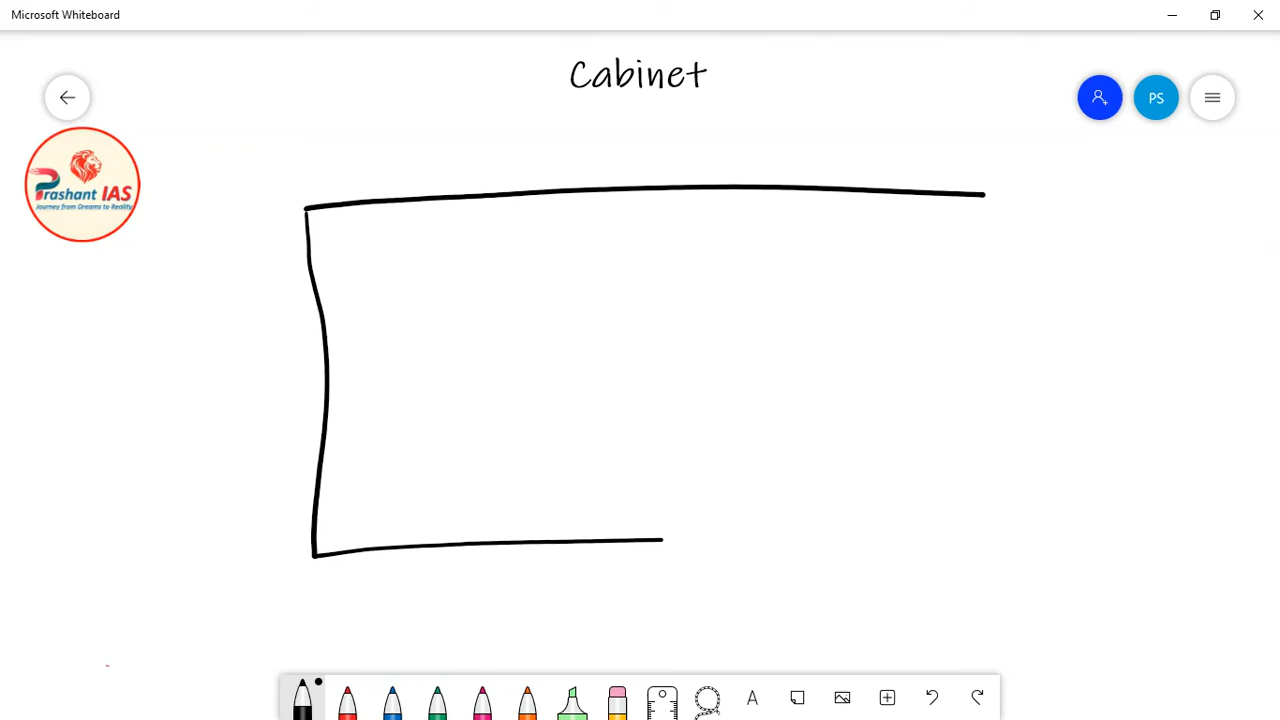 Microsoft Whiteboard
Cabinet
PS
Prashant IAS
Journey from Dreams to Reality
A